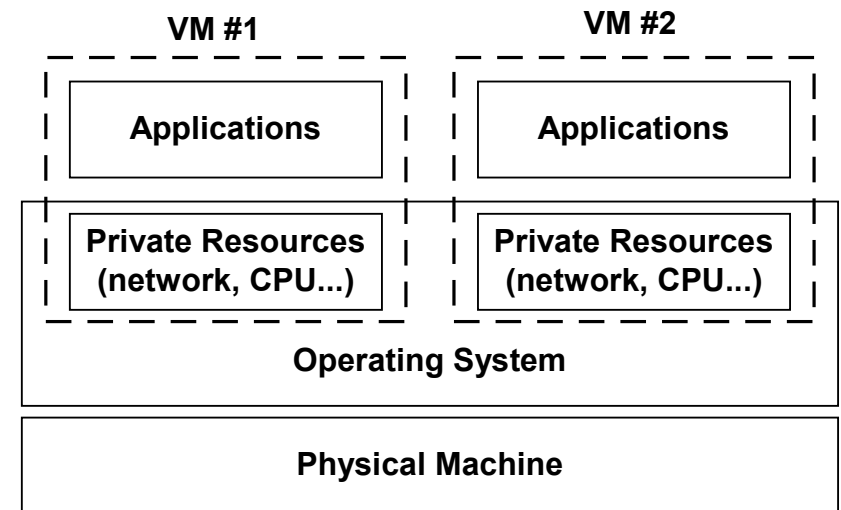 VM #1
VM #2
Applications
Applications
Private Resources
(network, CPU...)
Private Resources
(network, CPU...)
Operating System
Physical Machine